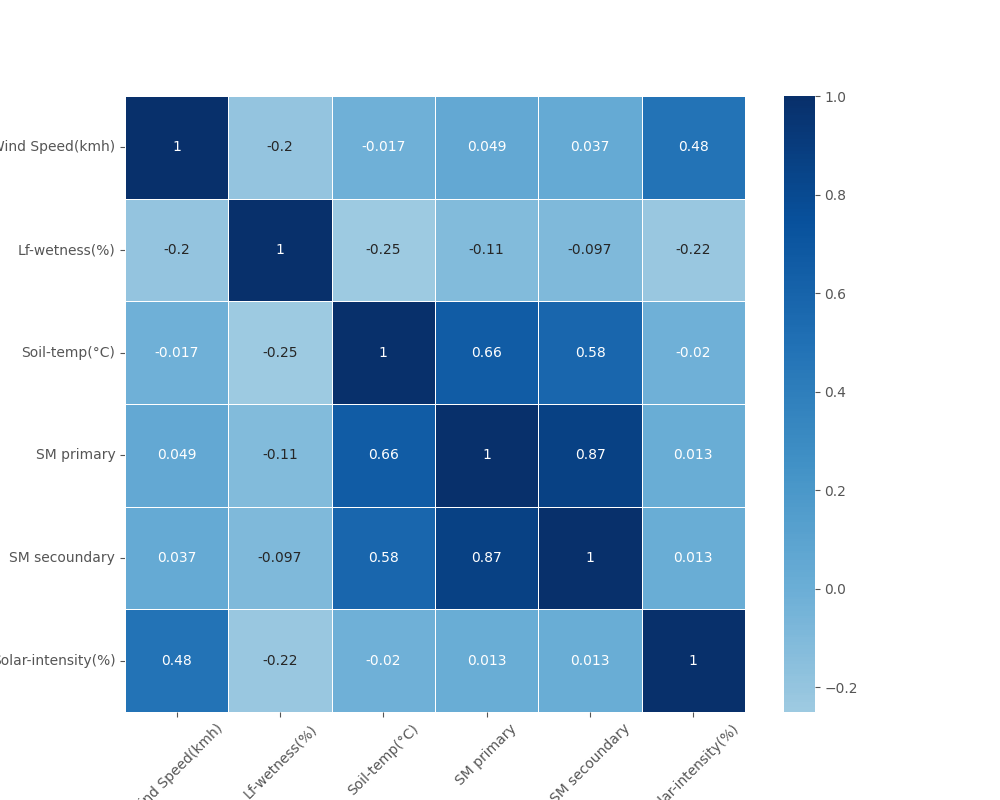 1.0
Wind Speed(kmh) 1 -0.2 -0.017 0.049 0.037 0.48
0.8
Lf-wetness(%) -0.2 1 -0.25 -0.11 -0.097 -0.22
0.6
Soil-temp(°C) -0.017 -0.25 1 0.66 0.58 -0.02
0.4
SM primary 0.049 -0.11 0.66 1 0.87 0.013
0.2
SM secoundary 0.037 -0.097 0.58 0.87 1 0.013
0.0
Solar-intensity(%) 0.48 -0.22 -0.02 0.013 0.013 1
−0.2
nd Speed(kmh) Lf-wetness(%) Soil-temp(°C) SM primary SM secoundary lar-intensity(%)